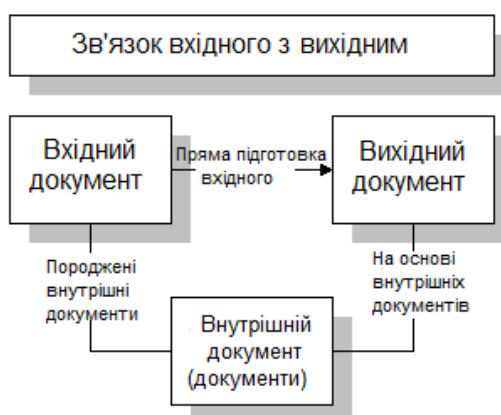 Зв'язок вхідного з вихідним
Вхідний
документ
Пряма підготовка
вхідного
Вихідний
документ
Породжені
внутрішні
документи
На основі
внутрішніх
документів
Внутрішній
документ
(документи)